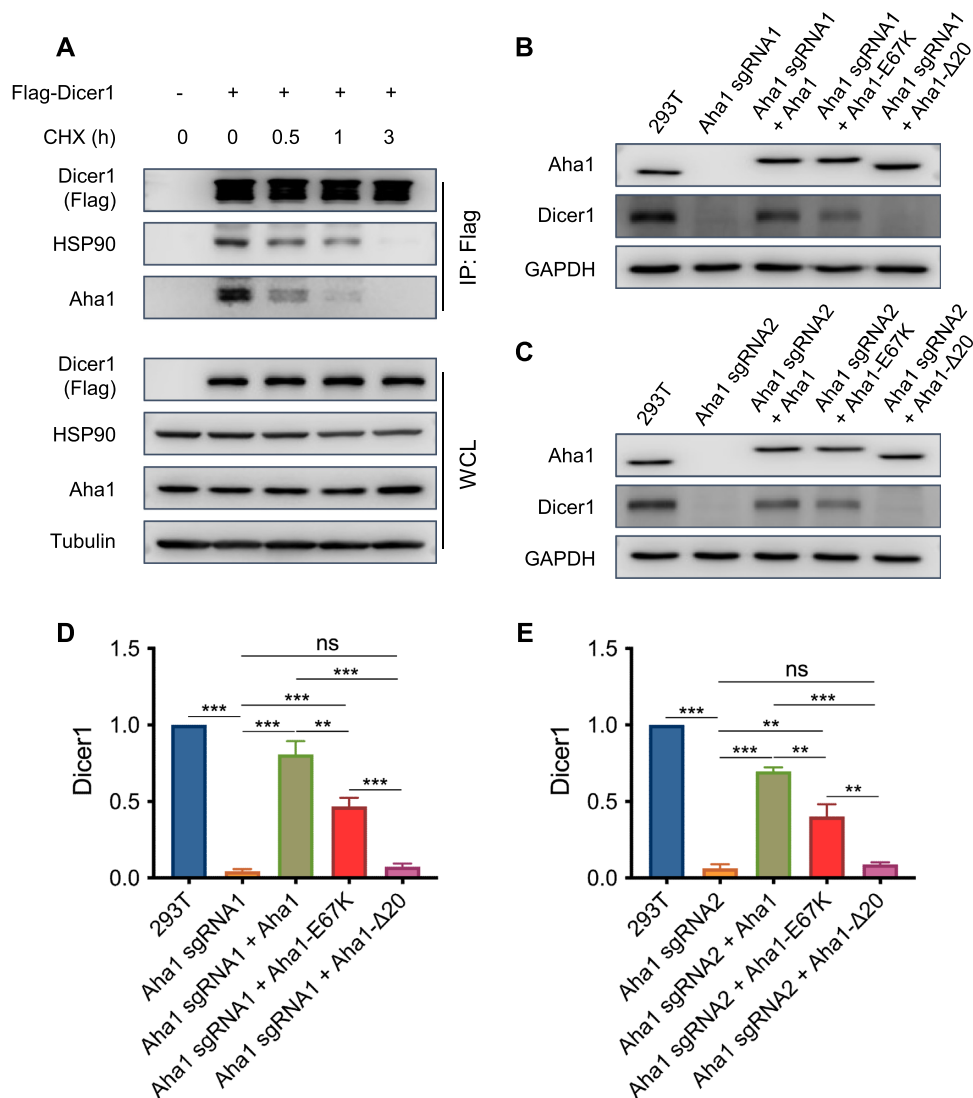 A
Flag-Dicer1 - + + + +
CHX (h) 0 0 0.5 1 3
Dicer1
(Flag)
HSP90
Aha1
IP: Flag
Dicer1
(Flag)
HSP90
Aha1
Tubulin
WCL
B
293T
Aha1 sgRNA1
Aha1 sgRNA1
+ Aha1
Aha1 sgRNA1
+ Aha1-E67K
Aha1 sgRNA1
+ Aha1-Δ20
Aha1
Dicer1
GAPDH
C
293T
Aha1 sgRNA2
Aha1 sgRNA2
+ Aha1
Aha1 sgRNA2
+ Aha1-E67K
Aha1 sgRNA2
+ Aha1-Δ20
Aha1
Dicer1
GAPDH
D
Dicer1
1.5
1.0
0.5
0.0
ns
***
***
***
*** **
***
293T
Aha1 sgRNA1
Aha1 sgRNA1 + Aha1
Aha1 sgRNA1 + Aha1-E67K
Aha1 sgRNA1 + Aha1-Δ20
E
Dicer1
1.5
1.0
0.5
0.0
ns
***
***
**
*** **
**
293T
Aha1 sgRNA2
Aha1 sgRNA2 + Aha1
Aha1 sgRNA2 + Aha1-E67K
Aha1 sgRNA2 + Aha1-Δ20